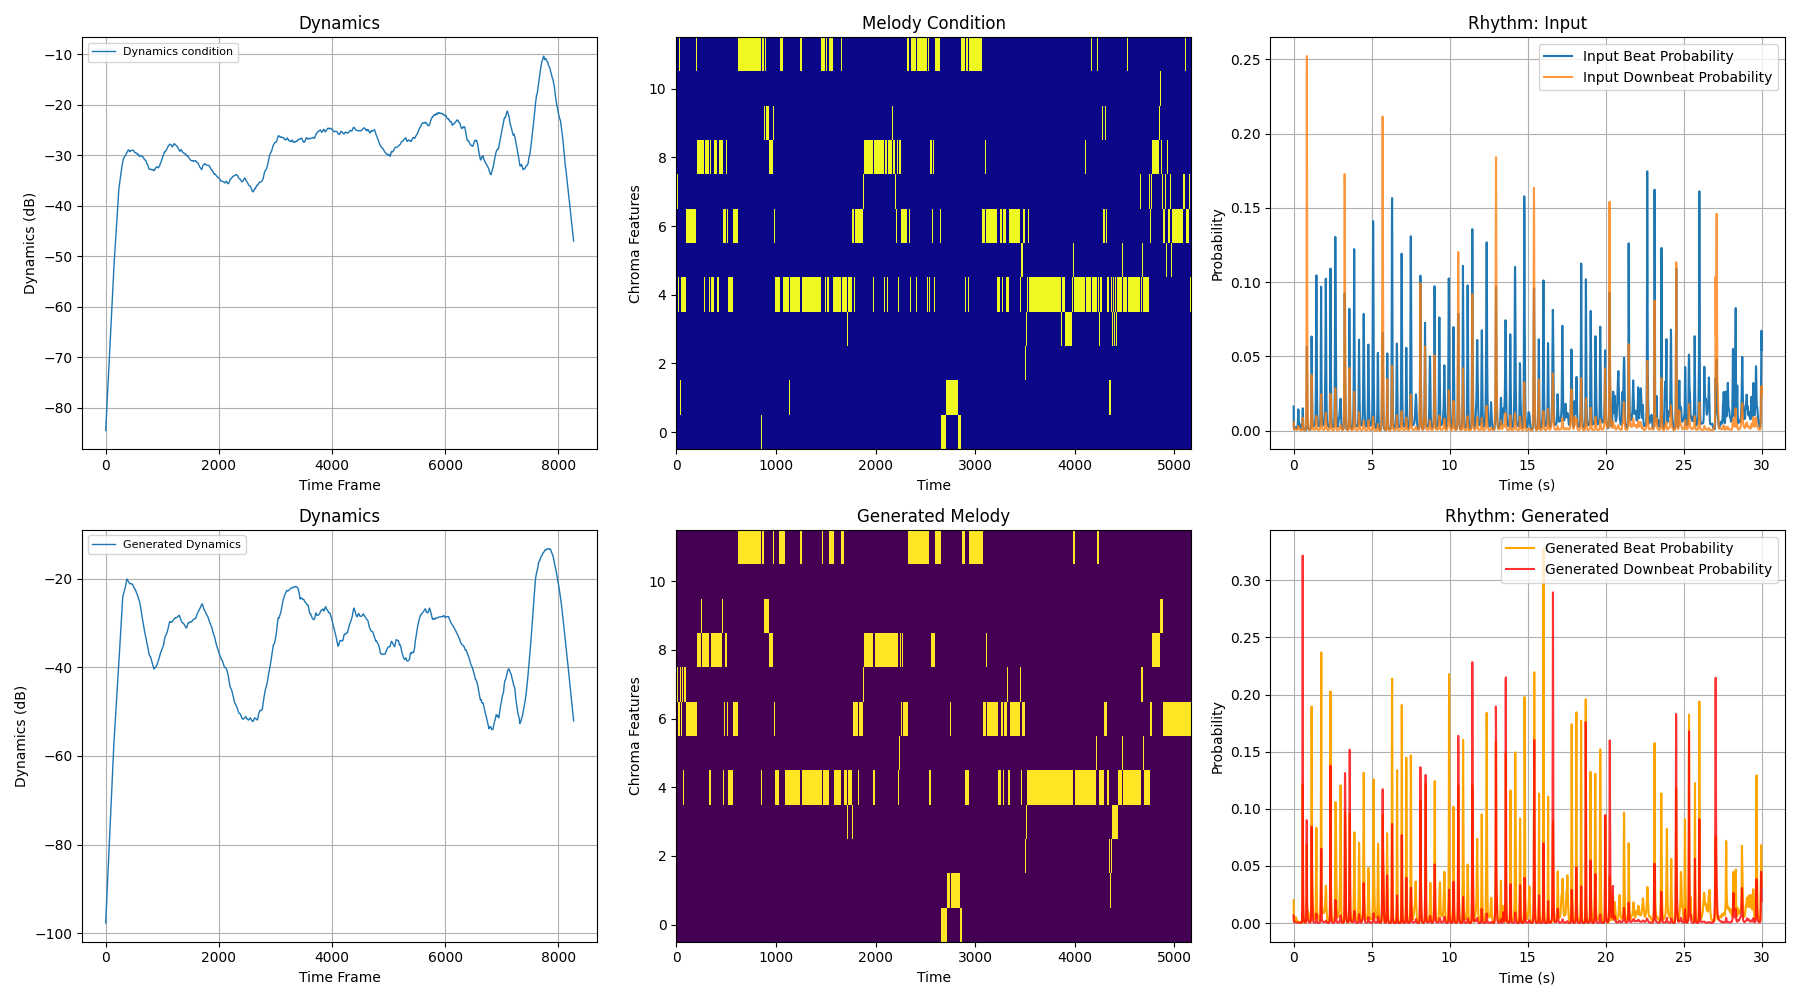 Dynamics
Dynamics condition
−10
−20
−30
−40
−50
−60
−70
−80
Dynamics (dB)
0 2000 4000 6000 8000
Time Frame
Melody Condition
10
8
6
4
2
0
Chroma Features
0 1000 2000 3000 4000 5000
Time
Rhythm: Input
Input Beat Probability
Input Downbeat Probability
0.25
0.20
0.15
0.10
0.05
0.00
Probability
0 5 10 15 20 25 30
Time (s)
Dynamics
Generated Dynamics
−20
−40
−60
−80
−100
Dynamics (dB)
0 2000 4000 6000 8000
Time Frame
Generated Melody
10
8
6
4
2
0
Chroma Features
0 1000 2000 3000 4000 5000
Time
Rhythm: Generated
Generated Beat Probability
Generated Downbeat Probability
0.30
0.25
0.20
0.15
0.10
0.05
0.00
Probability
0 5 10 15 20 25 30
Time (s)